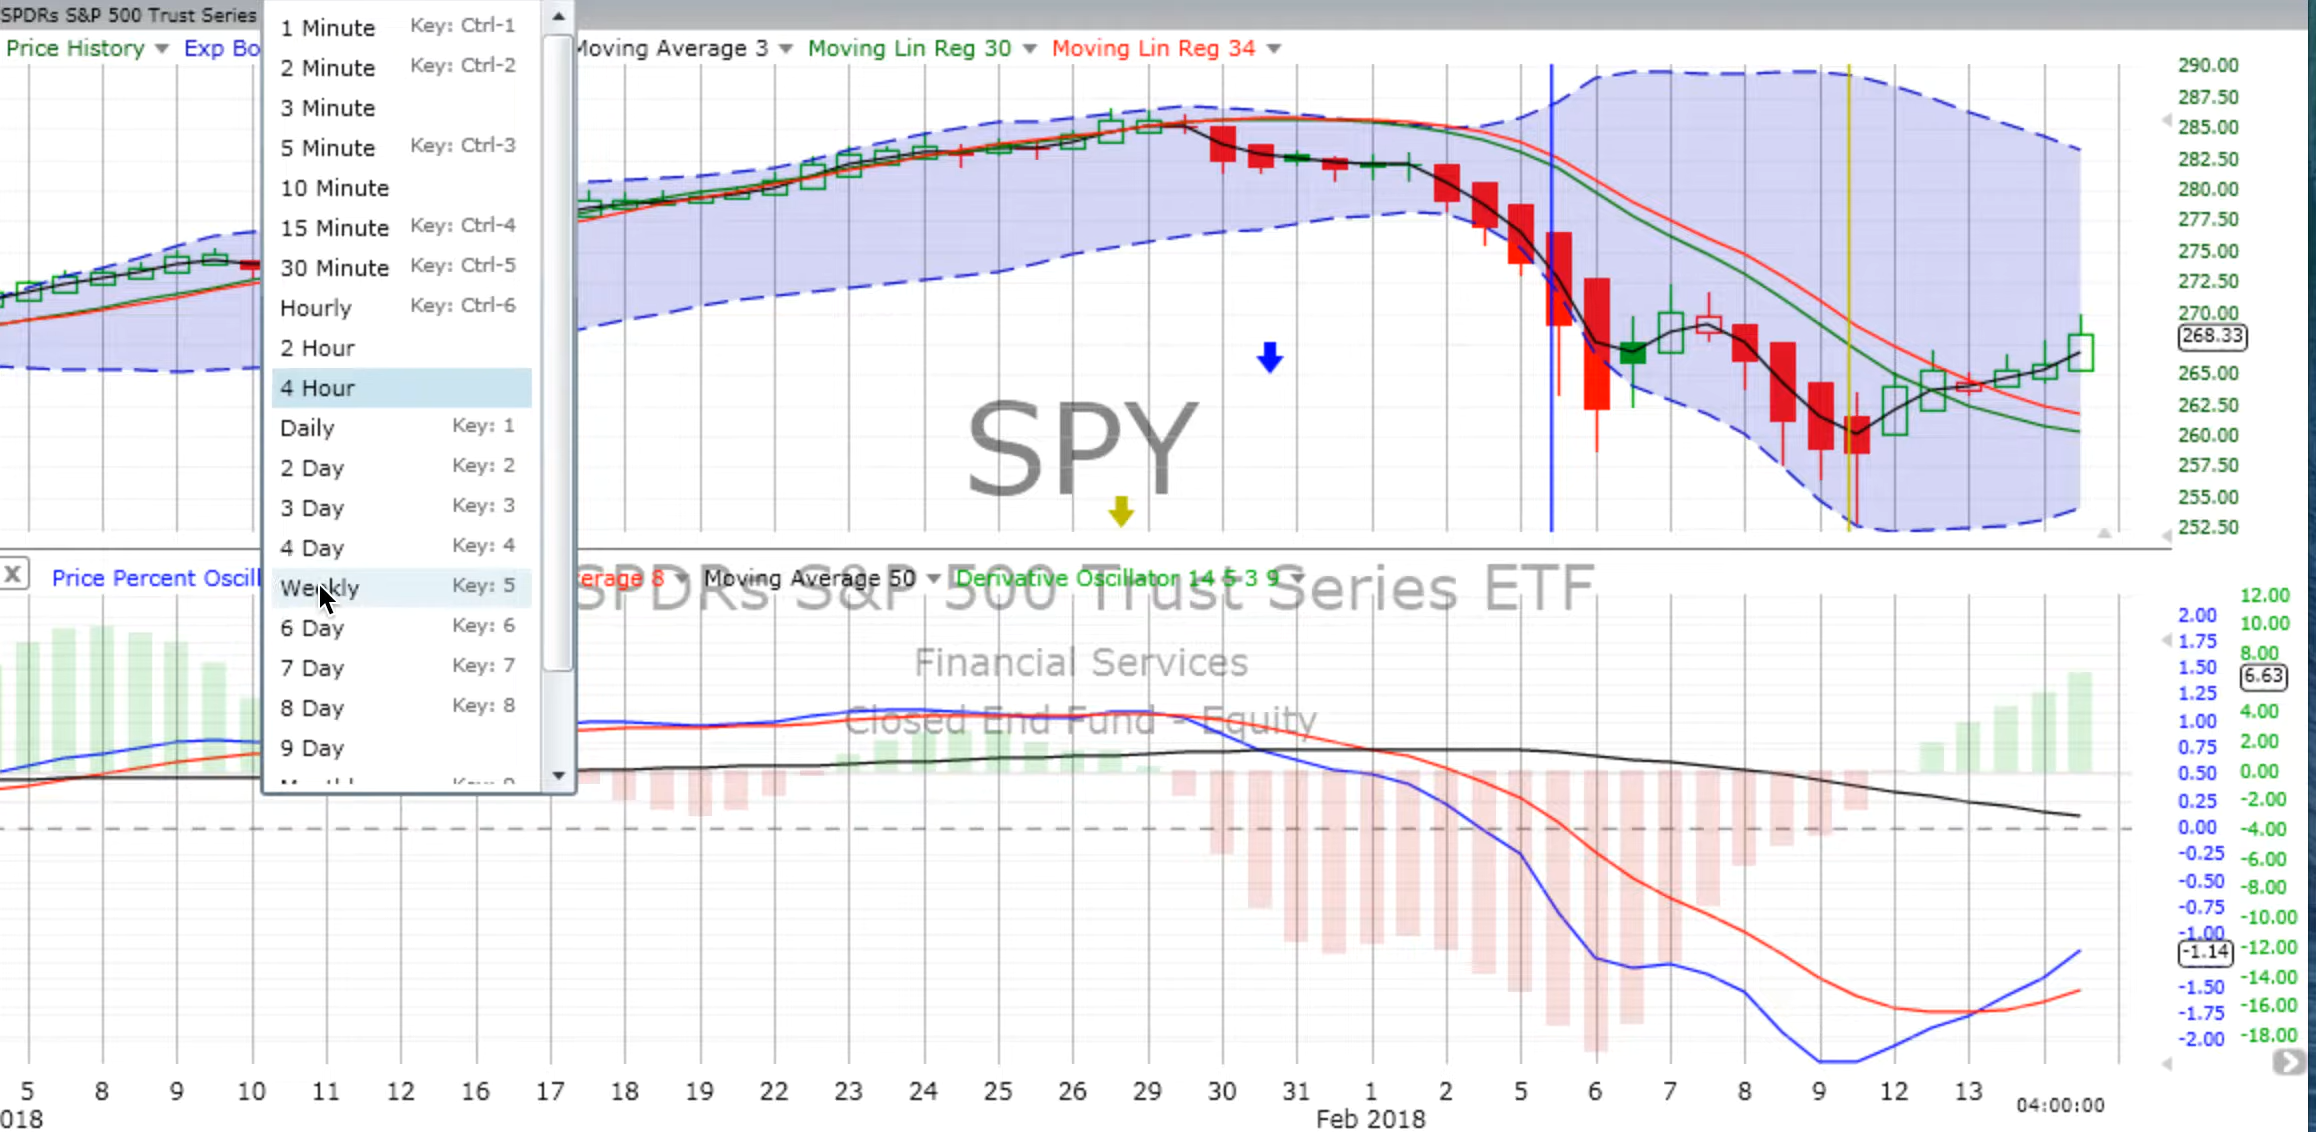 SPDRs S&P 500 Trust Series
Price History Exp Bo Moving Average 3 Moving Lin Reg 30 Moving Lin Reg 34
1 Minute Key: Ctrl-1
2 Minute Key: Ctrl-2
3 Minute
5 Minute Key: Ctrl-3
10 Minute
15 Minute Key: Ctrl-4
30 Minute Key: Ctrl-5
Hourly Key: Ctrl-6
2 Hour
4 Hour
Daily Key: 1
2 Day Key: 2
3 Day Key: 3
4 Day Key: 4
Weekly Key: 5
6 Day Key: 6
7 Day Key: 7
8 Day Key: 8
9 Day
290.00
287.50
285.00
282.50
280.00
277.50
275.00
272.50
270.00
268.33
265.00
262.50
260.00
257.50
255.00
252.50
SPY
X Price Percent Oscill erage 8 Moving Average 50 Derivative Oscillator 14 5 3 9
SPDRs S&P 500 Trust Series ETF
Financial Services
Closed End Fund - Equity
2.00
1.75
1.50
1.25
1.00
0.75
0.50
0.25
0.00
-0.25
-0.50
-0.75
-1.00
-1.14
-1.50
-1.75
-2.00
12.00
10.00
8.00
6.63
4.00
2.00
0.00
-2.00
-4.00
-6.00
-8.00
-10.00
-12.00
-14.00
-16.00
-18.00
5 8 9 10 11 12 16 17 18 19 22 23 24 25 26 29 30 31 1 2 5 6 7 8 9 12 13 04:00:00
018 Feb 2018